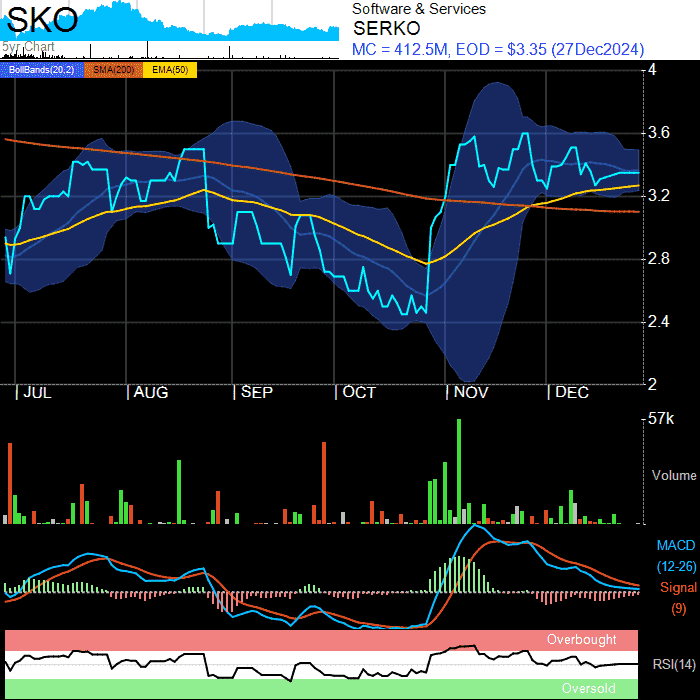 SKO
5yr Chart
Software & Services
SERKO
MC = 412.5M, EOD = $3.35 (27Dec2024)
BollBands(20,2) SMA(200) EMA(50)
4
3.6
3.2
2.8
2.4
2
JUL AUG SEP OCT NOV DEC
57k
Volume
MACD
(12-26)
Signal
(9)
Overbought
RSI(14)
Oversold